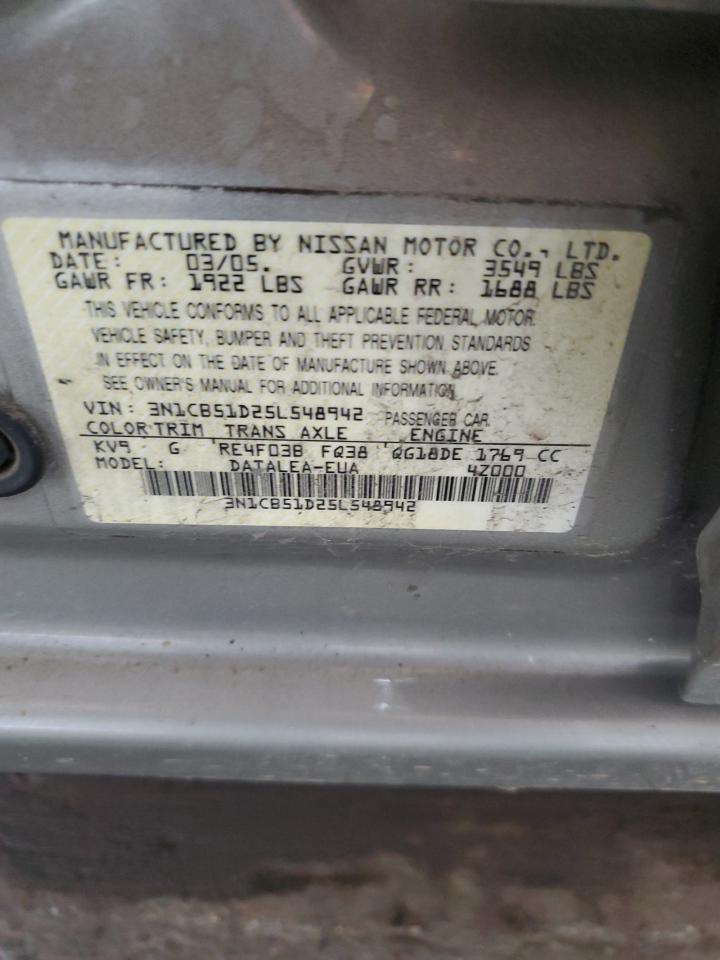 MANUFACTURED BY NISSAN MOTOR CO., LTD.
DATE: 03/05. GVWR: 3549 LBS
GAWR FR: 1922 LBS GAWR RR: 1688 LBS
THIS VEHICLE CONFORMS TO ALL APPLICABLE FEDERAL MOTOR
VEHICLE SAFETY, BUMPER AND THEFT PREVENTION STANDARDS
IN EFFECT ON THE DATE OF MANUFACTURE SHOWN ABOVE.
SEE OWNER'S MANUAL FOR ADDITIONAL INFORMATION
VIN: 3N1CB51D25L548942 PASSENGER CAR
COLOR TRIM TRANS AXLE ENGINE
KV9 G RE4F03B FQ38 QG18DE 1769 CC
MODEL: DATALEA-EUA 4Z000
3N1CB51D25L548942